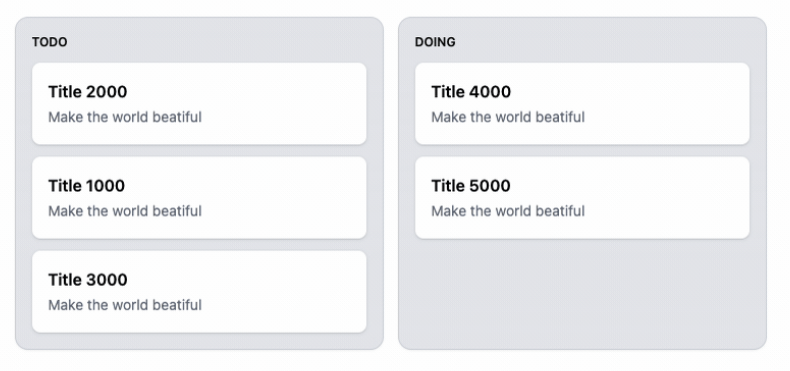 TODO
Title 2000
Make the world beatiful
Title 1000
Make the world beatiful
Title 3000
Make the world beatiful
DOING
Title 4000
Make the world beatiful
Title 5000
Make the world beatiful